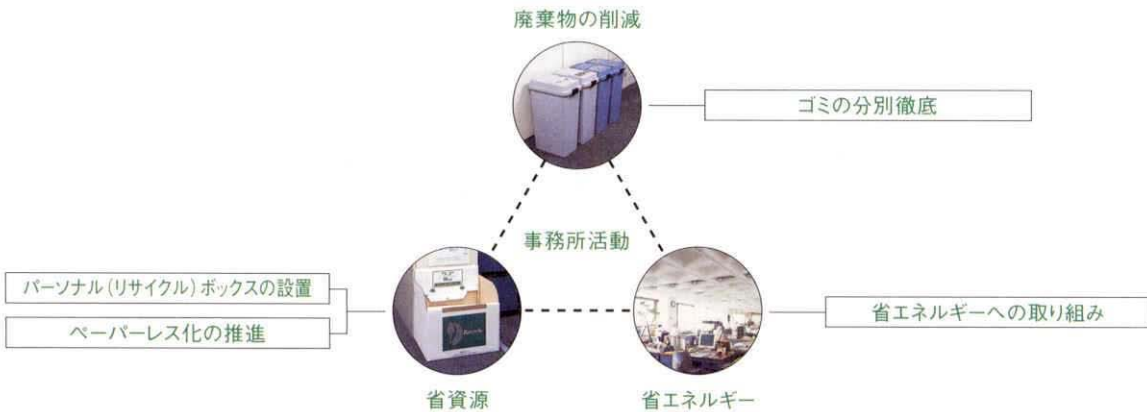 廃棄物の削減
ゴミの分別徹底
事務所活動
パーソナル(リサイクル)ボックスの設置
ペーパーレス化の推進
省エネルギーへの取り組み
省資源
省エネルギー